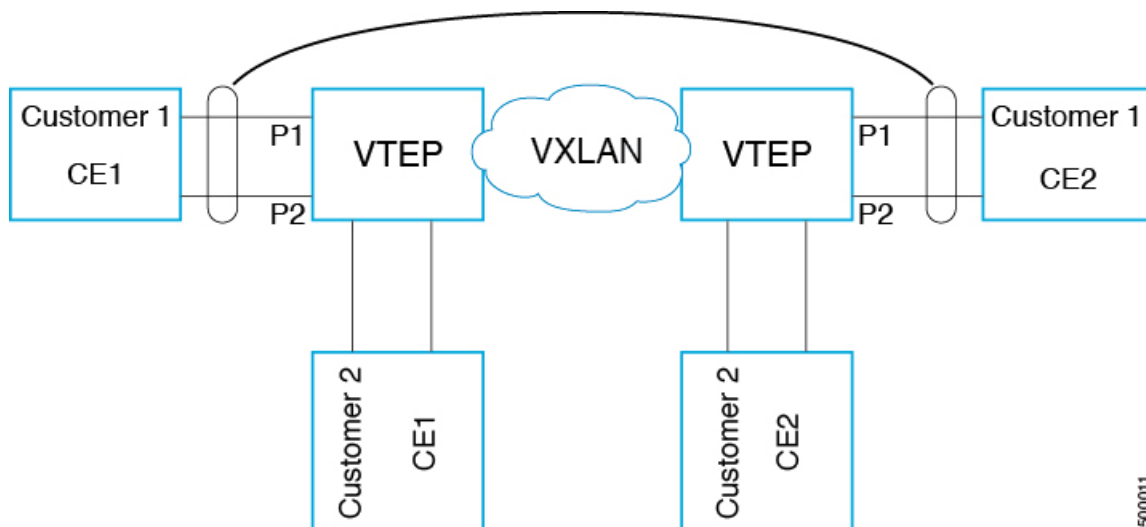 Customer 1
CE1
P1
P2
VTEP
VXLAN
VTEP
P1
P2
Customer 1
CE2
Customer 2
CE1
Customer 2
CE2